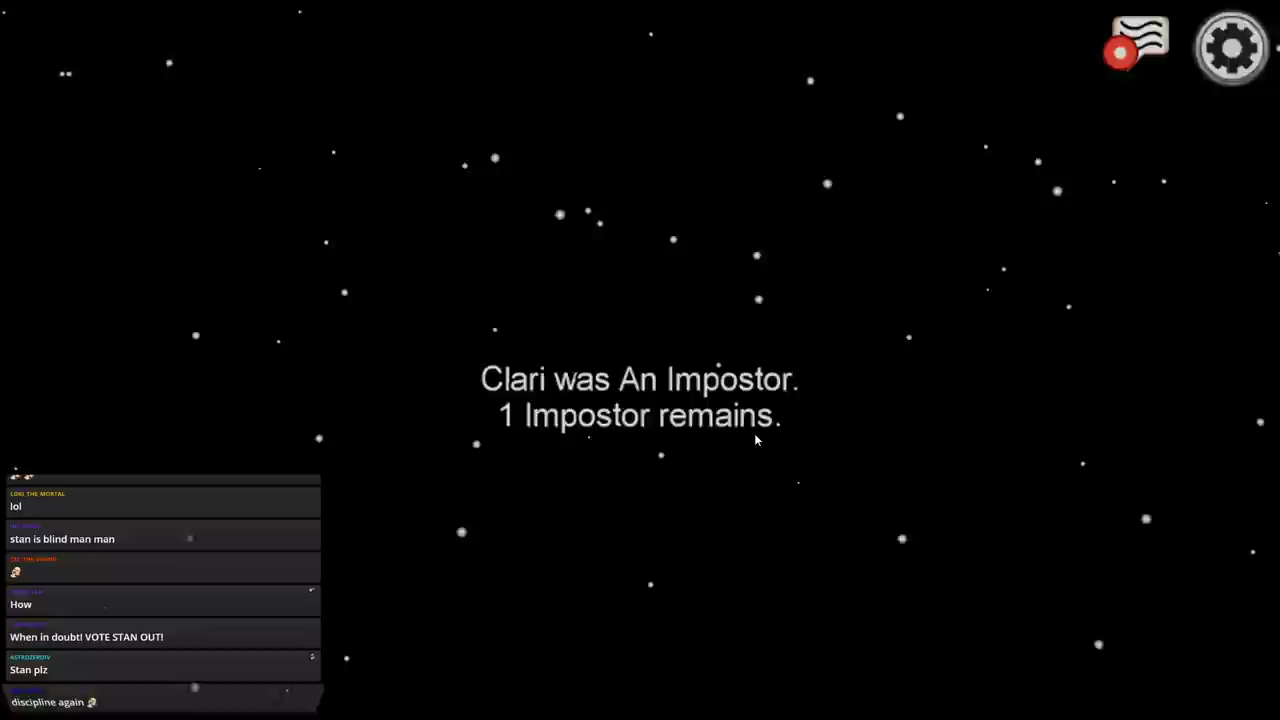 Clari was An Impostor.
1 Impostor remains.
LOKI_THE_MORTAL
lol
stan is blind man man
How
When in doubt! VOTE STAN OUT!
Stan plz
discipline again